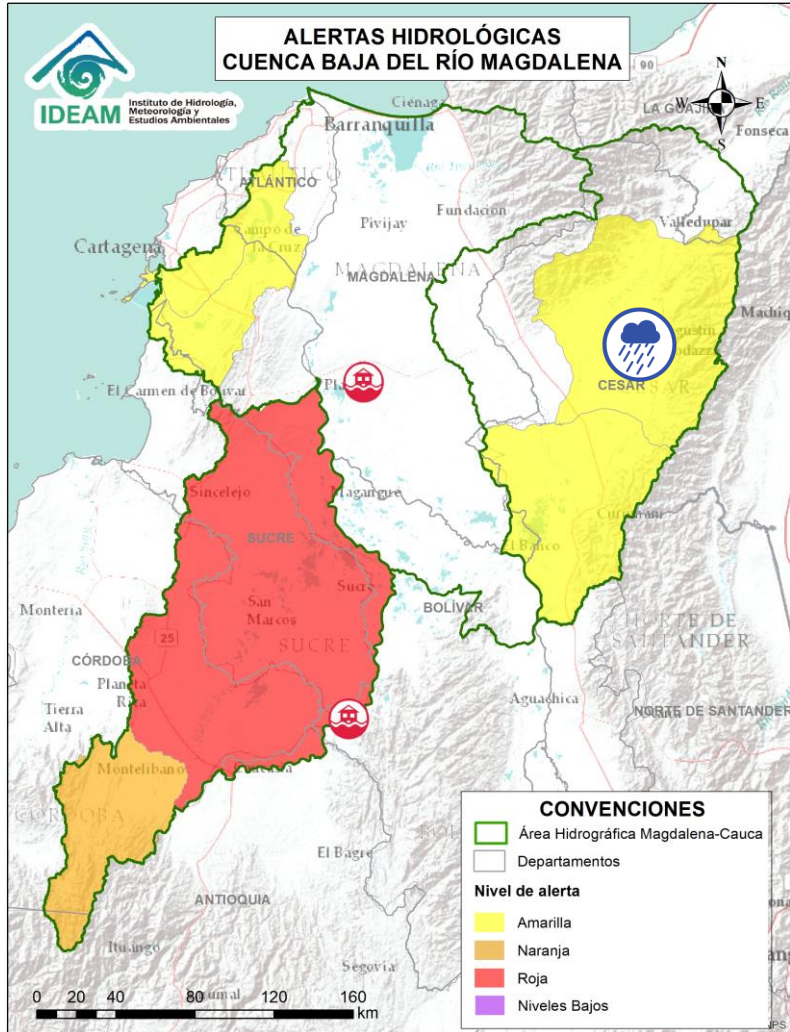 ALERTAS HIDROLÓGICAS
CUENCA BAJA DEL RÍO MAGDALENA
IDEAM
Instituto de Hidrología,
Meteorología y
Estudios Ambientales
N
W
E
S
90
Ciénaga
LA GUAJIRA
Fonseca
Barranquilla
ATLÁNTICO
Fundación
Pivijay
Valledupar
Cartagena
Campo de
la Cruz
MAGDALENA
MAGDALENA
El Carmen de Bolívar
CESAR
Sincelejo
Magangue
SUCRE
El Banco
Sucre
San
Marcos
BOLÍVAR
Montería
SUCRE
NORTE DE
SANTANDER
25
CÓRDOBA
Planeta
Rica
Tierra
Alta
Aguachica
NORTE DE SANTANDER
Montelibano
CÓRDOBA
El Bagre
ANTIOQUIA
Ituango
Segovia
CONVENCIONES
Área Hidrográfica Magdalena-Cauca
Departamentos
Nivel de alerta
Amarilla
Naranja
Roja
Niveles Bajos
0 20 40 80 120 160
km